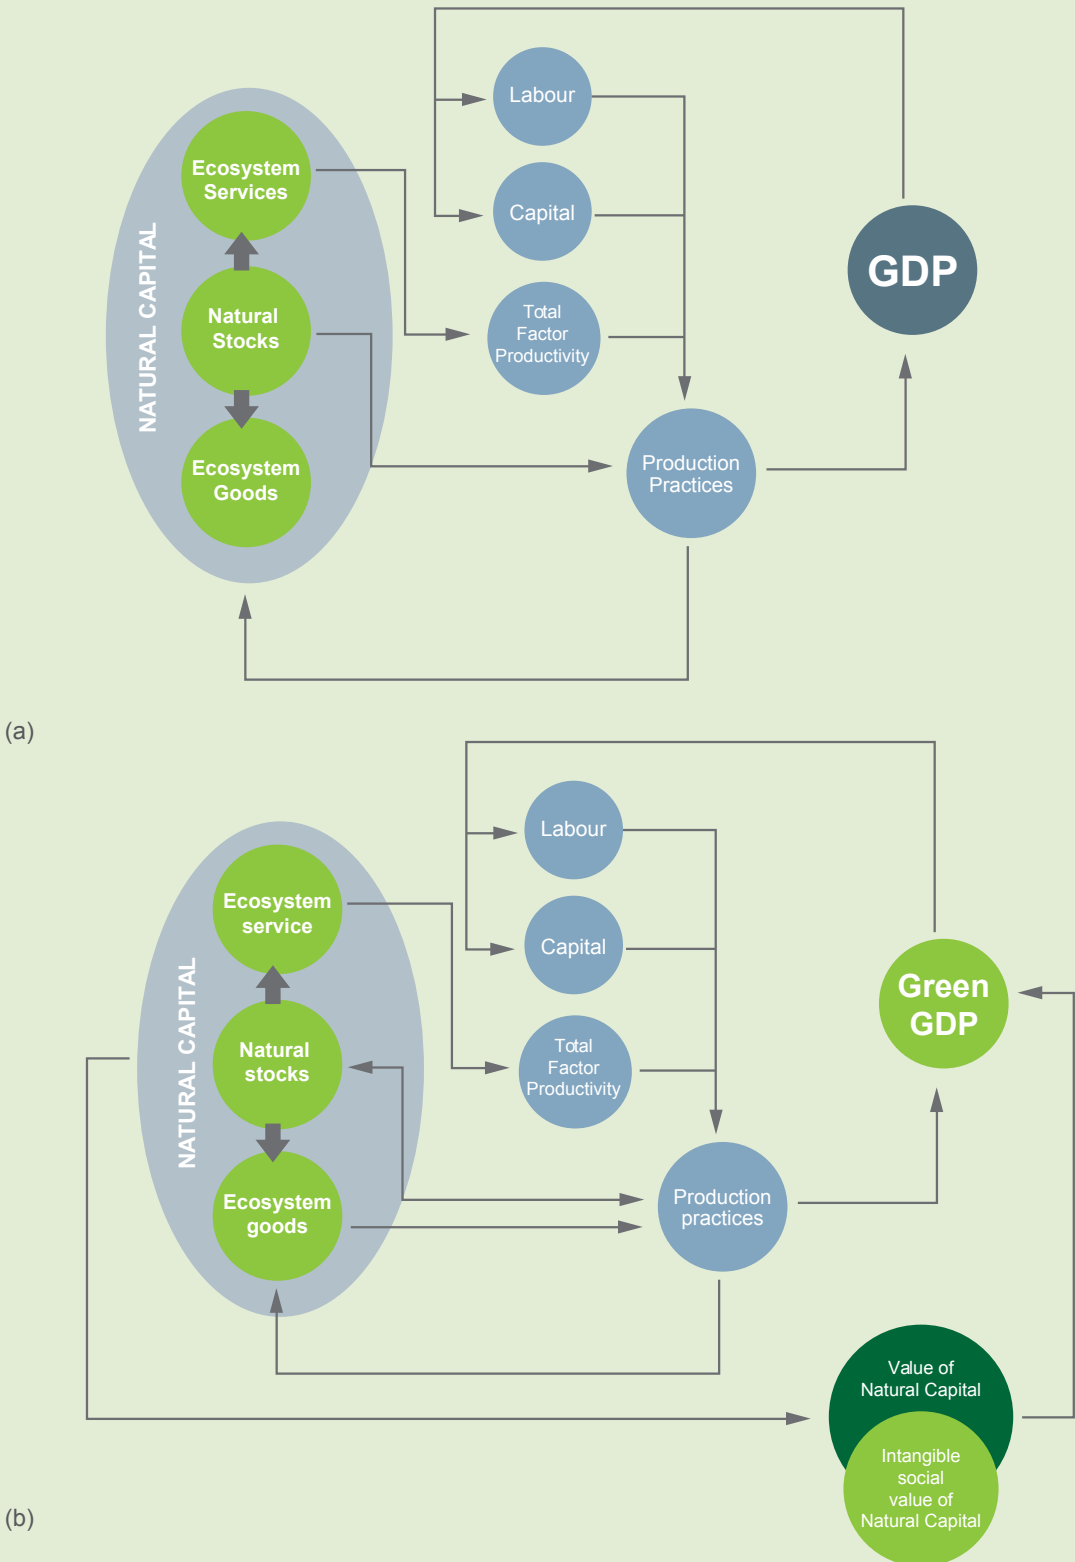 Labour
Ecosystem
Services
Capital
NATURAL CAPITAL
GDP
Natural
Stocks
Total
Factor
Productivity
Ecosystem
Goods
Production
Practices
(a)
Labour
Ecosystem
service
Capital
NATURAL CAPITAL
Green
GDP
Natural
stocks
Total
Factor
Productivity
Ecosystem
goods
Production
practices
Value of
Natural Capital
Intangible
social
value of
Natural Capital
(b)